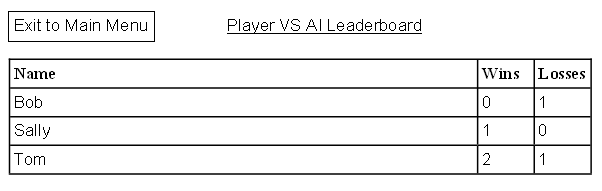 Exit to Main Menu Player VS AI Leaderboard
Name Wins Losses
Bob 0 1
Sally 1 0
Tom 2 1